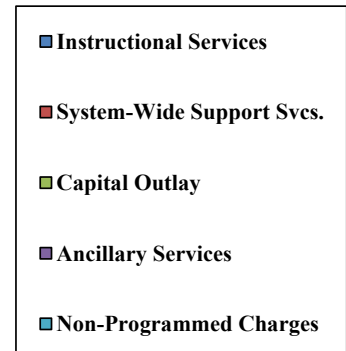 Instructional Services
System-Wide Support Svcs.
Capital Outlay
Ancillary Services
Non-Programmed Charges